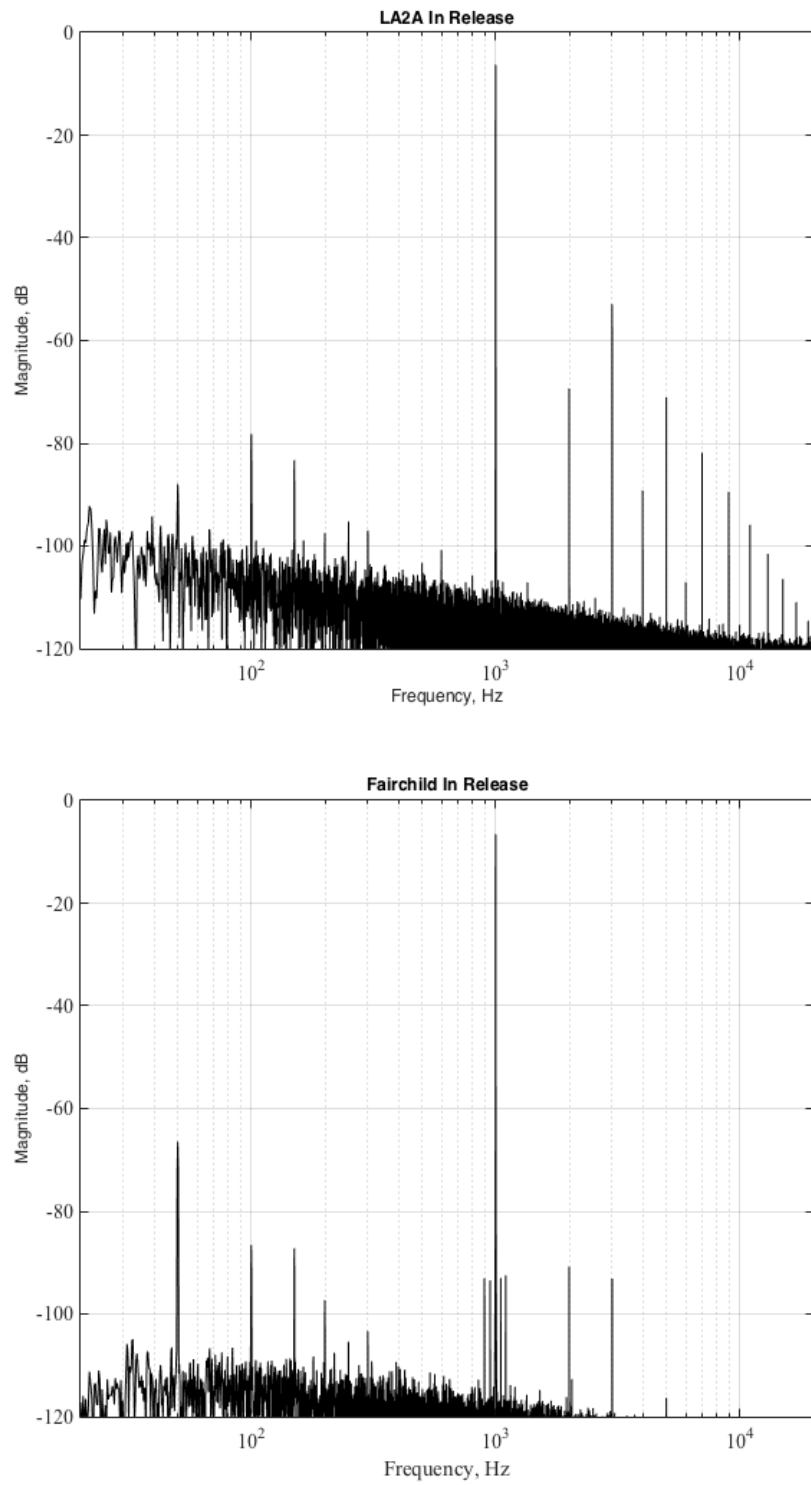 LA2A In Release
0
-20
-40
-60
-80
-100
-120
Magnitude, dB
10² 10³ 10⁴
Frequency, Hz
Fairchild In Release
0
-20
-40
-60
-80
-100
-120
Magnitude, dB
10² 10³ 10⁴
Frequency, Hz